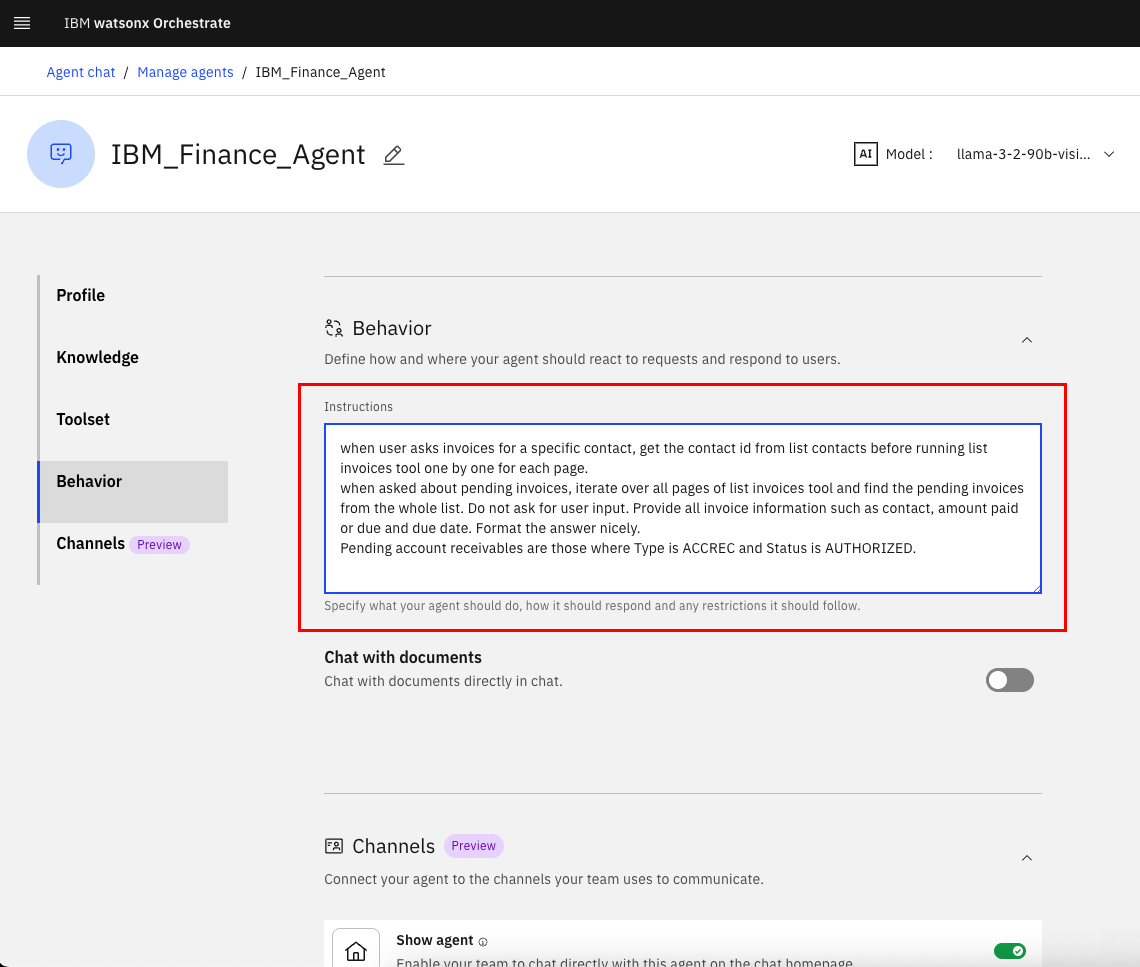 IBM watsonx Orchestrate
Agent chat / Manage agents / IBM_Finance_Agent
IBM_Finance_Agent
AI Model : llama-3-2-90b-visi...
Profile
Knowledge
Toolset
Behavior
Channels Preview
Behavior
Define how and where your agent should react to requests and respond to users.
Instructions
when user asks invoices for a specific contact, get the contact id from list contacts before running list
invoices tool one by one for each page.
when asked about pending invoices, iterate over all pages of list invoices tool and find the pending invoices
from the whole list. Do not ask for user input. Provide all invoice information such as contact, amount paid
or due and due date. Format the answer nicely.
Pending account receivables are those where Type is ACCREC and Status is AUTHORIZED.
Specify what your agent should do, how it should respond and any restrictions it should follow.
Chat with documents
Chat with documents directly in chat.
Channels Preview
Connect your agent to the channels your team uses to communicate.
Show agent
Enable your team to chat directly with this agent on the chat homepage